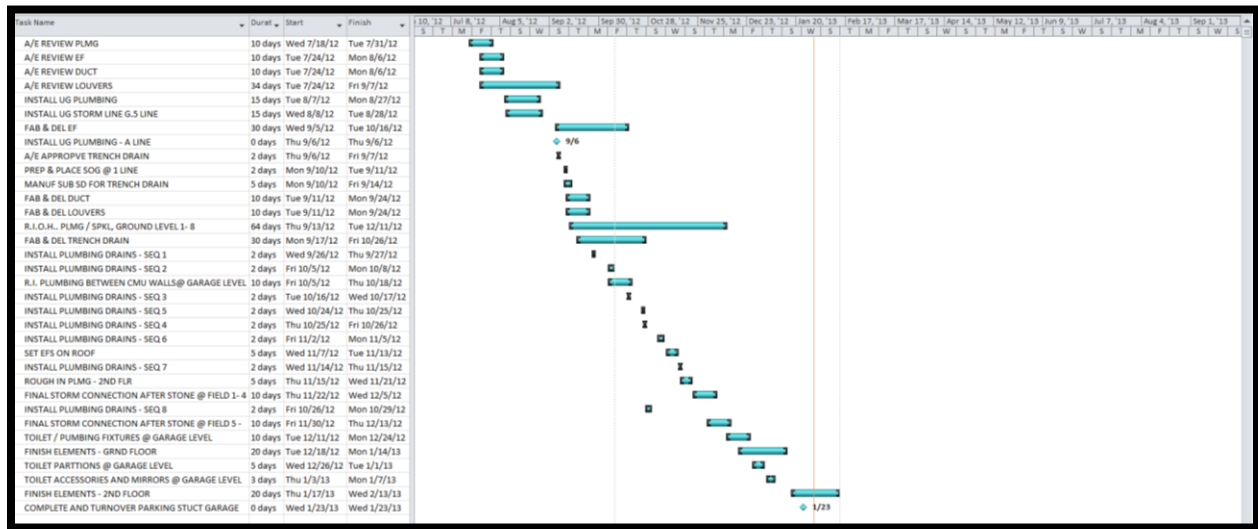 Task Name Durat Start Finish 10, '12 Jul 8, '12 Aug 5, '12 Sep 2, '12 Sep 30, '12 Oct 28, '12 Nov 25, '12 Dec 23, '12 Jan 20, '13 Feb 17, '13 Mar 17, '13 Apr 14, '13 May 12, '13 Jun 9, '13 Jul 7, '13 Aug 4, '13 Sep 1, '13
S T M F T S W S T M F T S W S T M F T S W S T M F T S W S T M F T S W S
A/E REVIEW PLMG 10 days Wed 7/18/12 Tue 7/31/12
A/E REVIEW EF 10 days Tue 7/24/12 Mon 8/6/12
A/E REVIEW DUCT 10 days Tue 7/24/12 Mon 8/6/12
A/E REVIEW LOUVERS 34 days Tue 7/24/12 Fri 9/7/12
INSTALL UG PLUMBING 15 days Tue 8/7/12 Mon 8/27/12
INSTALL UG STORM LINE G.5 LINE 15 days Wed 8/8/12 Tue 8/28/12
FAB & DEL EF 30 days Wed 9/5/12 Tue 10/16/12
INSTALL UG PLUMBING - A LINE 0 days Thu 9/6/12 Thu 9/6/12 9/6
A/E APPROPVE TRENCH DRAIN 2 days Thu 9/6/12 Fri 9/7/12
PREP & PLACE SOG @ 1 LINE 2 days Mon 9/10/12 Tue 9/11/12
MANUF SUB SD FOR TRENCH DRAIN 5 days Mon 9/10/12 Fri 9/14/12
FAB & DEL DUCT 10 days Tue 9/11/12 Mon 9/24/12
FAB & DEL LOUVERS 10 days Tue 9/11/12 Mon 9/24/12
R.I.O.H.. PLMG / SPKL, GROUND LEVEL 1- 8 64 days Thu 9/13/12 Tue 12/11/12
FAB & DEL TRENCH DRAIN 30 days Mon 9/17/12 Fri 10/26/12
INSTALL PLUMBING DRAINS - SEQ 1 2 days Wed 9/26/12 Thu 9/27/12
INSTALL PLUMBING DRAINS - SEQ 2 2 days Fri 10/5/12 Mon 10/8/12
R.I. PLUMBING BETWEEN CMU WALLS@ GARAGE LEVEL 10 days Fri 10/5/12 Thu 10/18/12
INSTALL PLUMBING DRAINS - SEQ 3 2 days Tue 10/16/12 Wed 10/17/12
INSTALL PLUMBING DRAINS - SEQ 5 2 days Wed 10/24/12 Thu 10/25/12
INSTALL PLUMBING DRAINS - SEQ 4 2 days Thu 10/25/12 Fri 10/26/12
INSTALL PLUMBING DRAINS - SEQ 6 2 days Fri 11/2/12 Mon 11/5/12
SET EFS ON ROOF 5 days Wed 11/7/12 Tue 11/13/12
INSTALL PLUMBING DRAINS - SEQ 7 2 days Wed 11/14/12 Thu 11/15/12
ROUGH IN PLMG - 2ND FLR 5 days Thu 11/15/12 Wed 11/21/12
FINAL STORM CONNECTION AFTER STONE @ FIELD 1- 4 10 days Thu 11/22/12 Wed 12/5/12
INSTALL PLUMBING DRAINS - SEQ 8 2 days Fri 10/26/12 Mon 10/29/12
FINAL STORM CONNECTION AFTER STONE @ FIELD 5 - 10 days Fri 11/30/12 Thu 12/13/12
TOILET / PUMBING FIXTURES @ GARAGE LEVEL 10 days Tue 12/11/12 Mon 12/24/12
FINISH ELEMENTS - GRND FLOOR 20 days Tue 12/18/12 Mon 1/14/13
TOILET PARTTIONS @ GARAGE LEVEL 5 days Wed 12/26/12 Tue 1/1/13
TOILET ACCESSORIES AND MIRRORS @ GARAGE LEVEL 3 days Thu 1/3/13 Mon 1/7/13
FINISH ELEMENTS - 2ND FLOOR 20 days Thu 1/17/13 Wed 2/13/13
COMPLETE AND TURNOVER PARKING STUCT GARAGE 0 days Wed 1/23/13 Wed 1/23/13 1/23